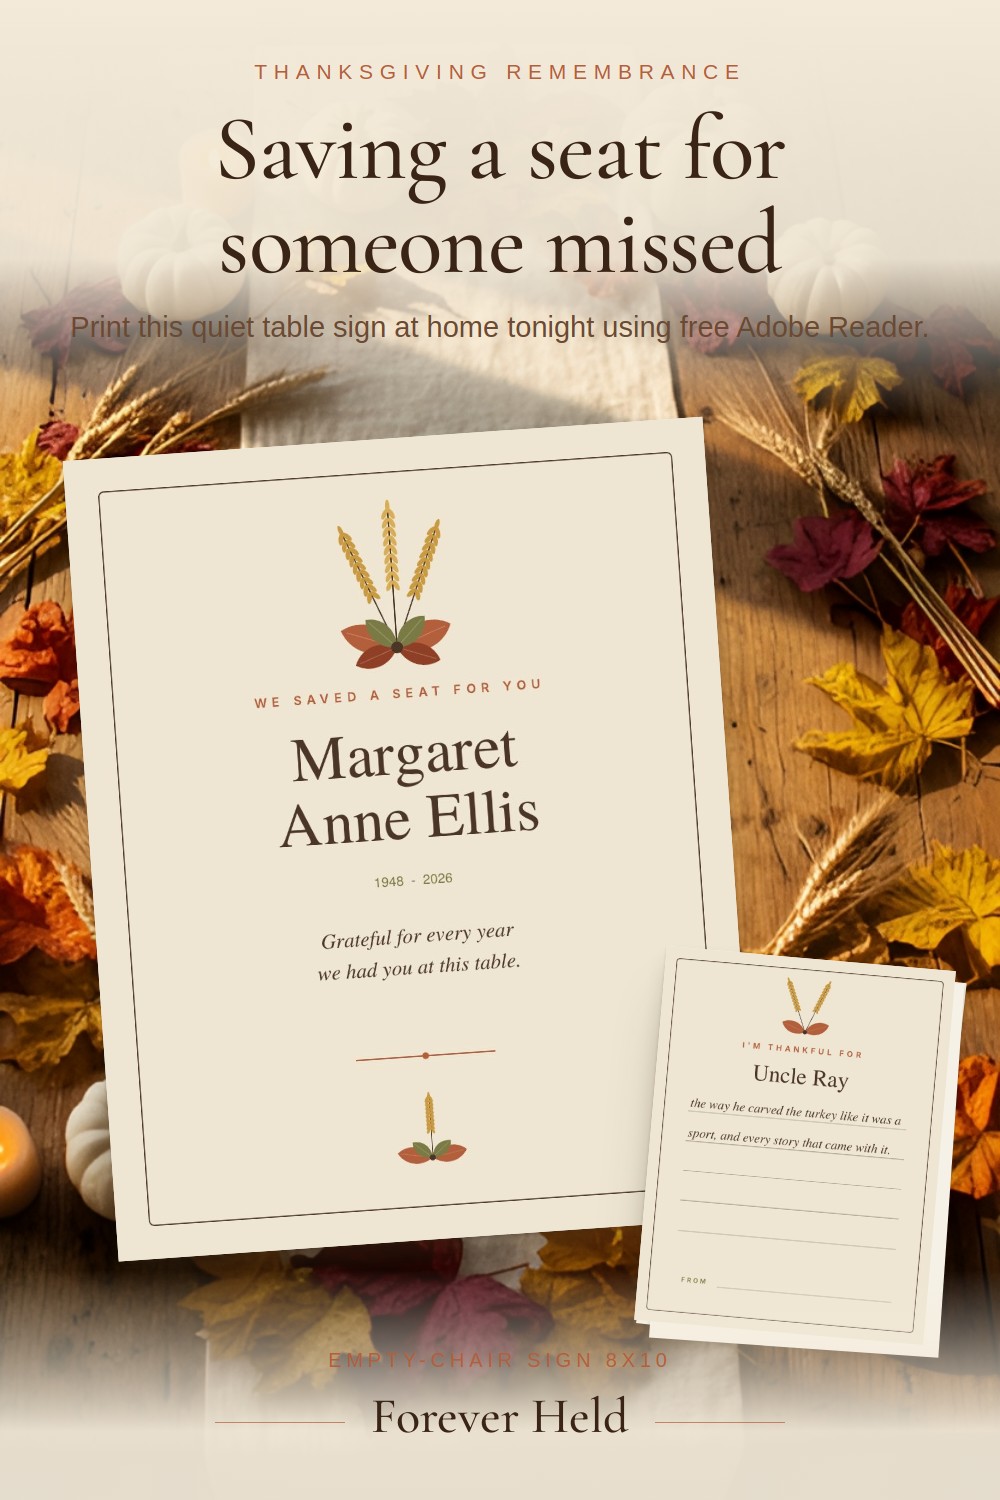 THANKSGIVING REMEMBRANCE
Saving a seat for
someone missed
Print this quiet table sign at home tonight using free Adobe Reader.
WE SAVED A SEAT FOR YOU
Margaret
Anne Ellis
1948 - 2026
Grateful for every year
we had you at this table.
I'M THANKFUL FOR
Uncle Ray
the way he carved the turkey like it was a
sport, and every story that came with it.
FROM
EMPTY-CHAIR SIGN 8X10
Forever Held